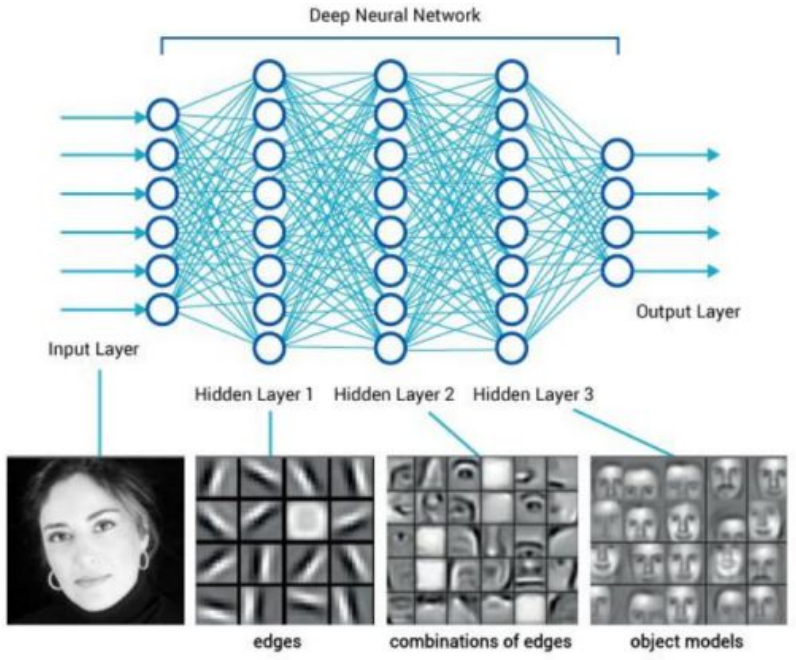 Deep Neural Network
Output Layer
Input Layer
Hidden Layer 1 Hidden Layer 2 Hidden Layer 3
edges combinations of edges object models